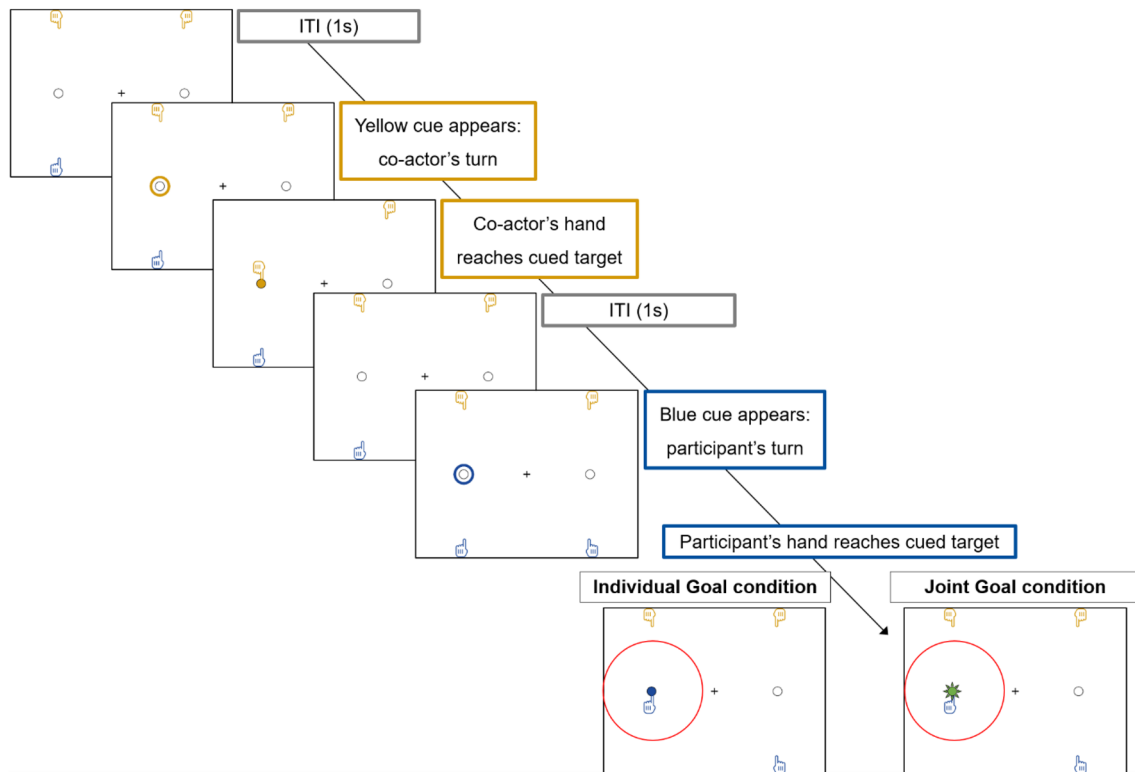 ITI (1s)
Yellow cue appears:
co-actor's turn
Co-actor's hand
reaches cued target
ITI (1s)
Blue cue appears:
participant's turn
Participant's hand reaches cued target
Individual Goal condition
Joint Goal condition